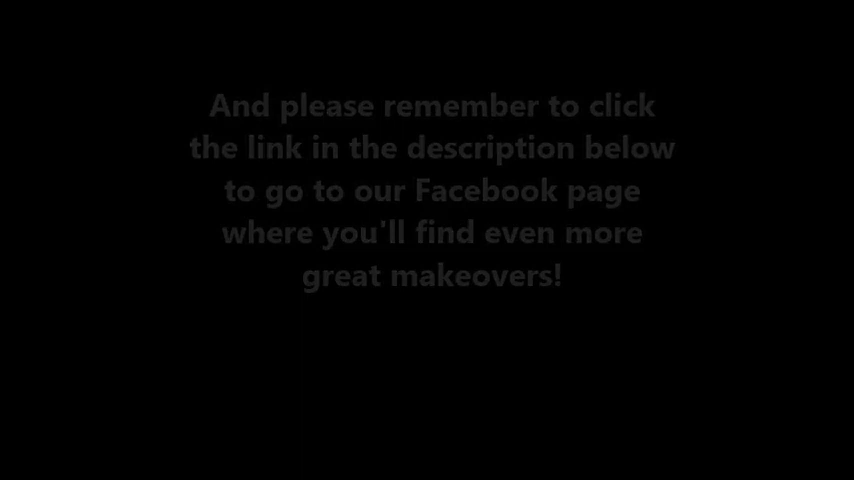 And please remember to click
the link in the description below
to go to our Facebook page
where you'll find even more
great makeovers!